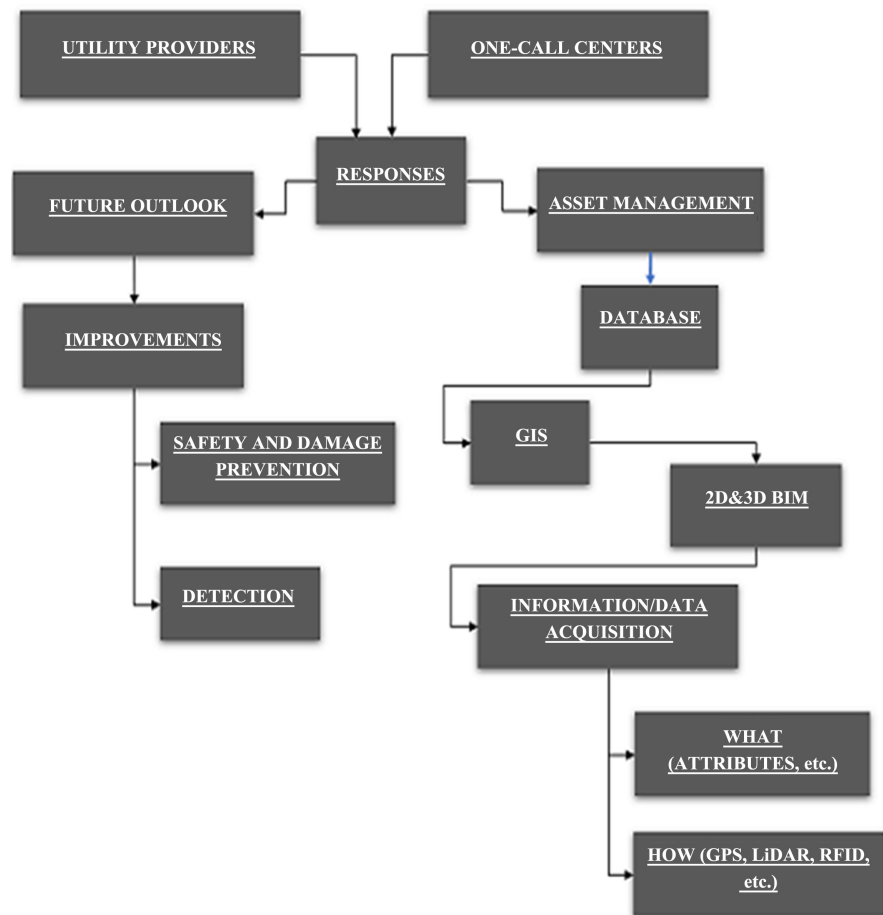 UTILITY PROVIDERS
ONE-CALL CENTERS
RESPONSES
FUTURE OUTLOOK
ASSET MANAGEMENT
DATABASE
IMPROVEMENTS
GIS
SAFETY AND DAMAGE
PREVENTION
2D&3D BIM
DETECTION
INFORMATION/DATA
ACQUISITION
WHAT
(ATTRIBUTES, etc.)
HOW (GPS, LiDAR, RFID,
etc.)